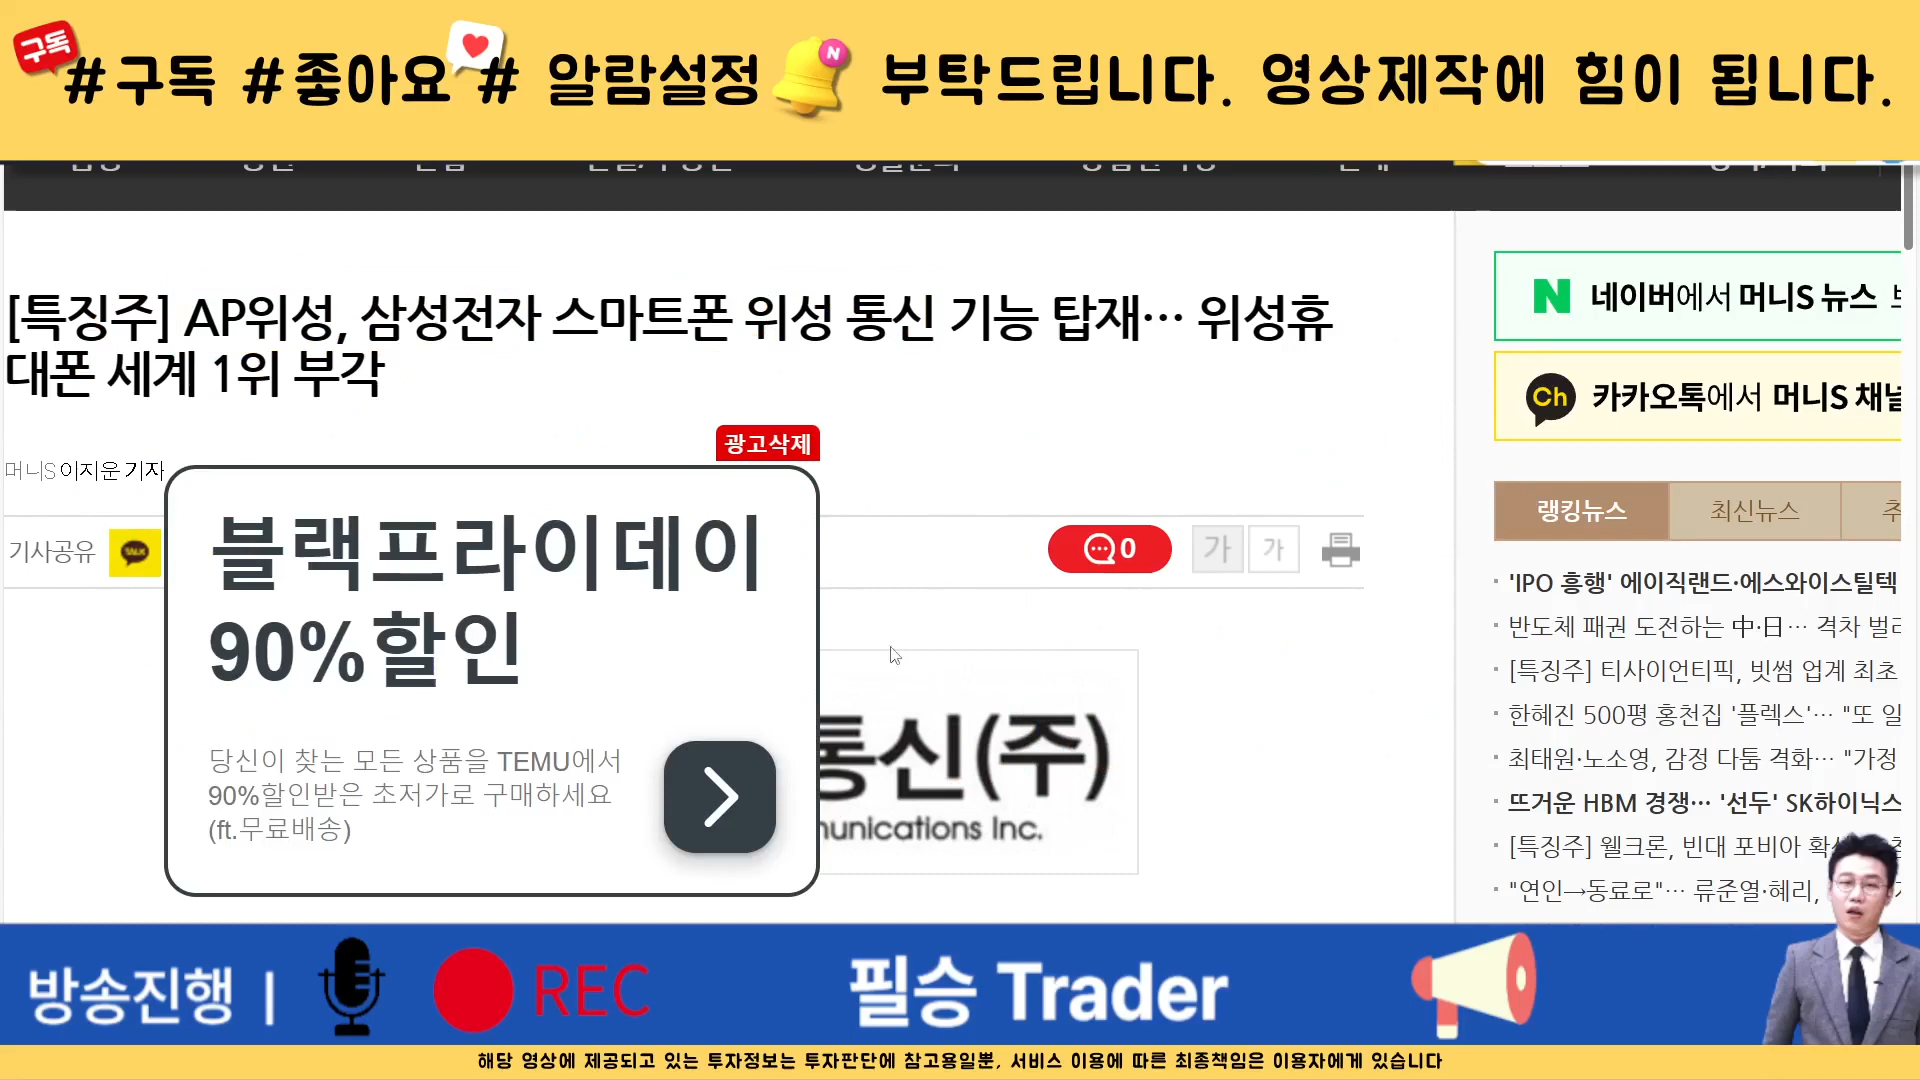 구독
#구독 #좋아요 # 알람설정 부탁드립니다. 영상제작에 힘이 됩니다.
N
[특징주] AP위성, 삼성전자 스마트폰 위성 통신 기능 탑재… 위성휴
대폰 세계 1위 부각
머니S 이지운 기자
기사공유
TALK
광고삭제
블랙프라이데이
90%할인
당신이 찾는 모든 상품을 TEMU에서
90%할인받은 초저가로 구매하세요
(ft.무료배송)
0
가 가
통신(주)
munications Inc.
N 네이버에서 머니S 뉴스
Ch 카카오톡에서 머니S 채널
랭킹뉴스 최신뉴스 추
'IPO 흥행' 에이직랜드·에스와이스틸텍
반도체 패권 도전하는 中·日… 격차 벌리
[특징주] 티사이언티픽, 빗썸 업계 최초
한혜진 500평 홍천집 '플렉스'… "또 일
최태원·노소영, 감정 다툼 격화… "가정
뜨거운 HBM 경쟁… '선두' SK하이닉스
[특징주] 웰크론, 빈대 포비아 확산
"연인→동료로"… 류준열·혜리,
방송진행 | REC 필승 Trader
해당 영상에 제공되고 있는 투자정보는 투자판단에 참고용일뿐, 서비스 이용에 따른 최종책임은 이용자에게 있습니다